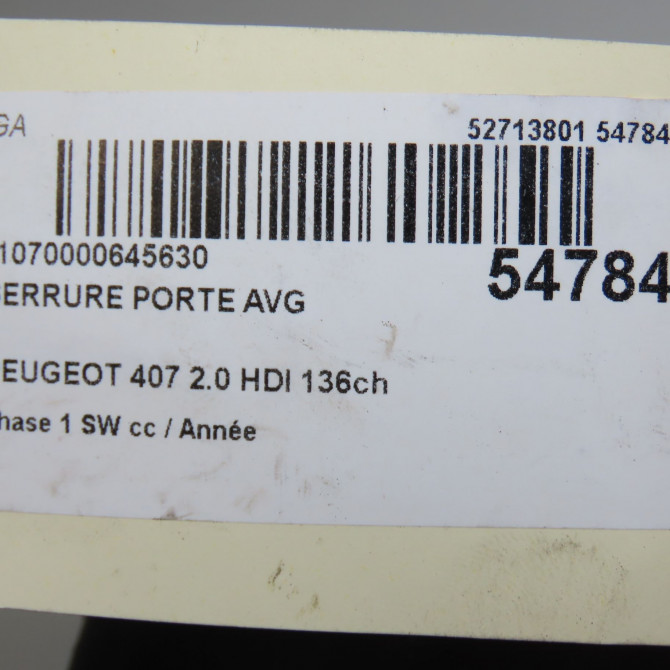 GA
52713801 54784
1070000645630
54784
SERRURE PORTE AVG
EUGEOT 407 2.0 HDI 136ch
hase 1 SW cc / Année